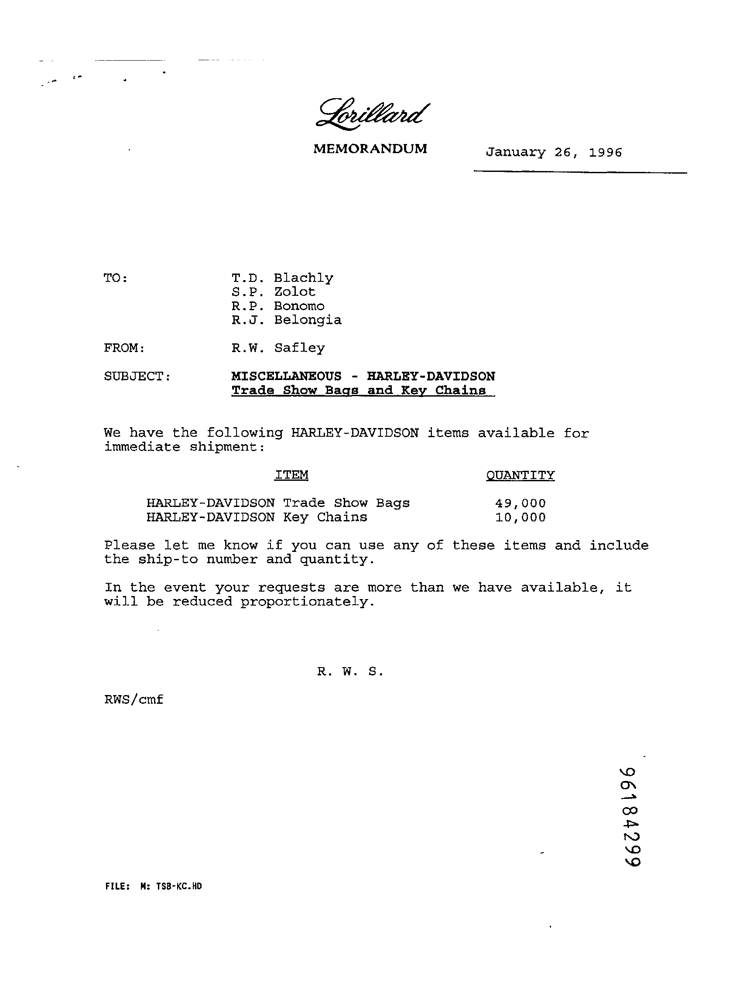 Lorillard
MEMORANDUM
January 26, 1996
TO: T.D. Blachly
S.P. Zolot
R.P. Bonomo
R.J. Belongia
FROM: R.W. Safley
SUBJECT: MISCELLANEOUS - HARLEY-DAVIDSON
Trade Show Bags and Key Chains
We have the following HARLEY-DAVIDSON items available for
immediate shipment:
ITEM QUANTITY
HARLEY-DAVIDSON Trade Show Bags 49,000
HARLEY-DAVIDSON Key Chains 10,000
Please let me know if you can use any of these items and include
the ship-to number and quantity.
In the event your requests are more than we have available, it
will be reduced proportionately.
R. W. S.
RWS/cmf
96184299
FILE: M: TSB-KC.HD